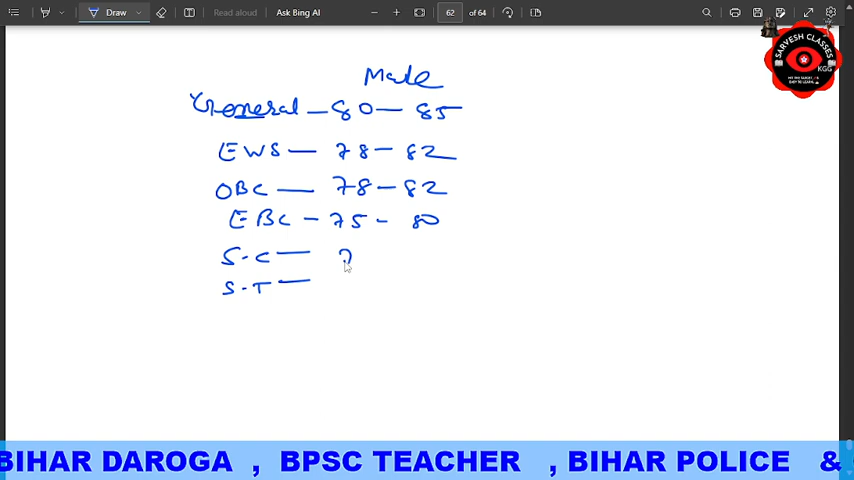 Draw
Read aloud
Ask Bing AI
62 of 64
SARVESH CLASSES
KGG
Male
General - 80 - 85
EWS - 78 - 82
OBC - 78 - 82
EBC - 75 - 80
S.C -
S.T -
BIHAR DAROGA , BPSC TEACHER , BIHAR POLICE &